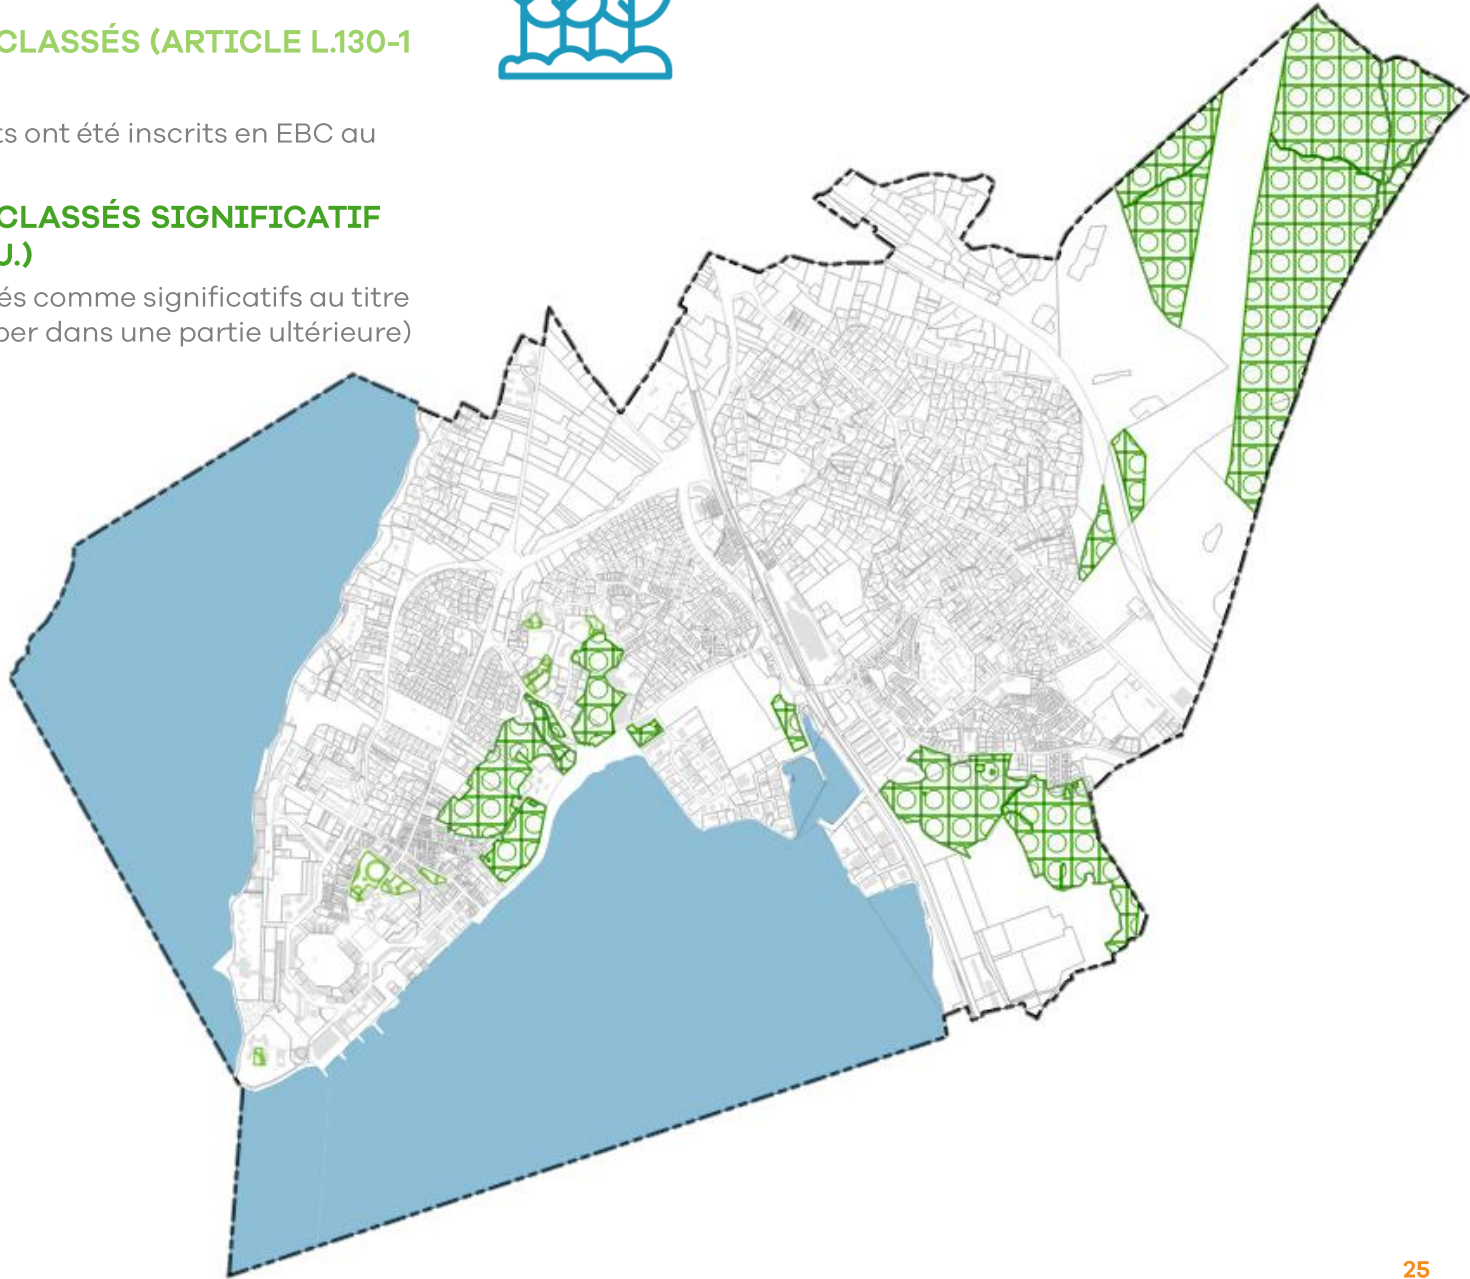 CLASSÉS (ARTICLE L.130-1
ts ont été inscrits en EBC au
CLASSÉS SIGNIFICATIF
U.)
és comme significatifs au titre
per dans une partie ultérieure)
25